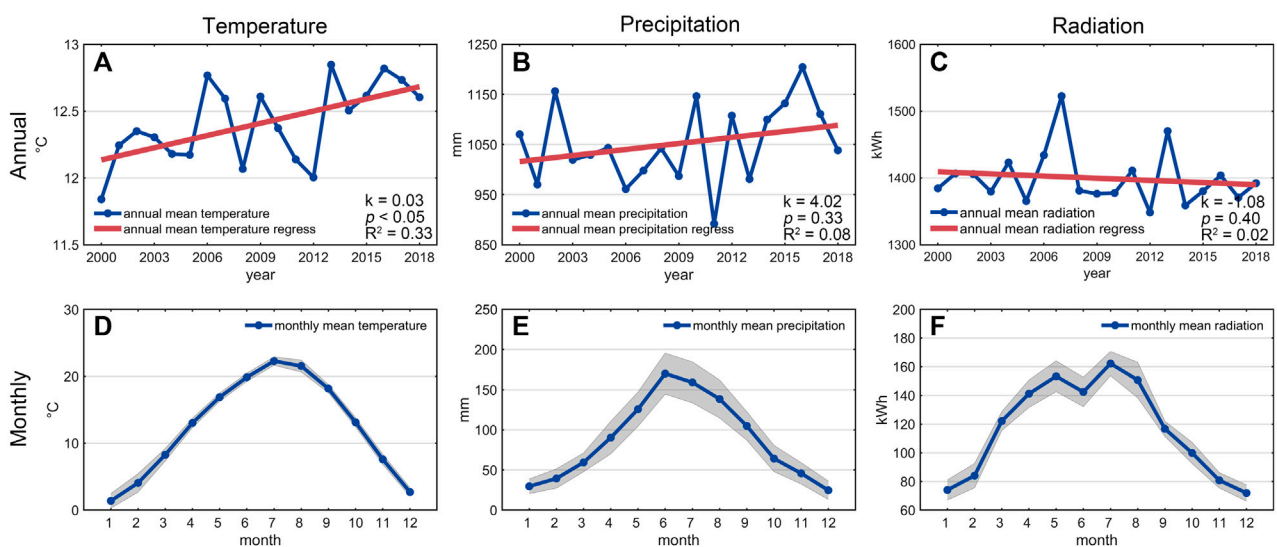 Temperature
Precipitation
Radiation
Annual
A
13
12.5
12
11.5
°C
k = 0.03
p < 0.05
R² = 0.33
annual mean temperature
annual mean temperature regress
2000 2003 2006 2009 2012 2015 2018
year
B
1250
1150
1050
950
850
mm
k = 4.02
p = 0.33
R² = 0.08
annual mean precipitation
annual mean precipitation regress
2000 2003 2006 2009 2012 2015 2018
year
C
1600
1500
1400
1300
kWh
k = -1.08
p = 0.40
R² = 0.02
annual mean radiation
annual mean radiation regress
2000 2003 2006 2009 2012 2015 2018
year
Monthly
D
monthly mean temperature
30
20
10
0
°C
1 2 3 4 5 6 7 8 9 10 11 12
month
E
monthly mean precipitation
250
200
150
100
50
0
mm
1 2 3 4 5 6 7 8 9 10 11 12
month
F
monthly mean radiation
200
180
160
140
120
100
80
60
kWh
1 2 3 4 5 6 7 8 9 10 11 12
month